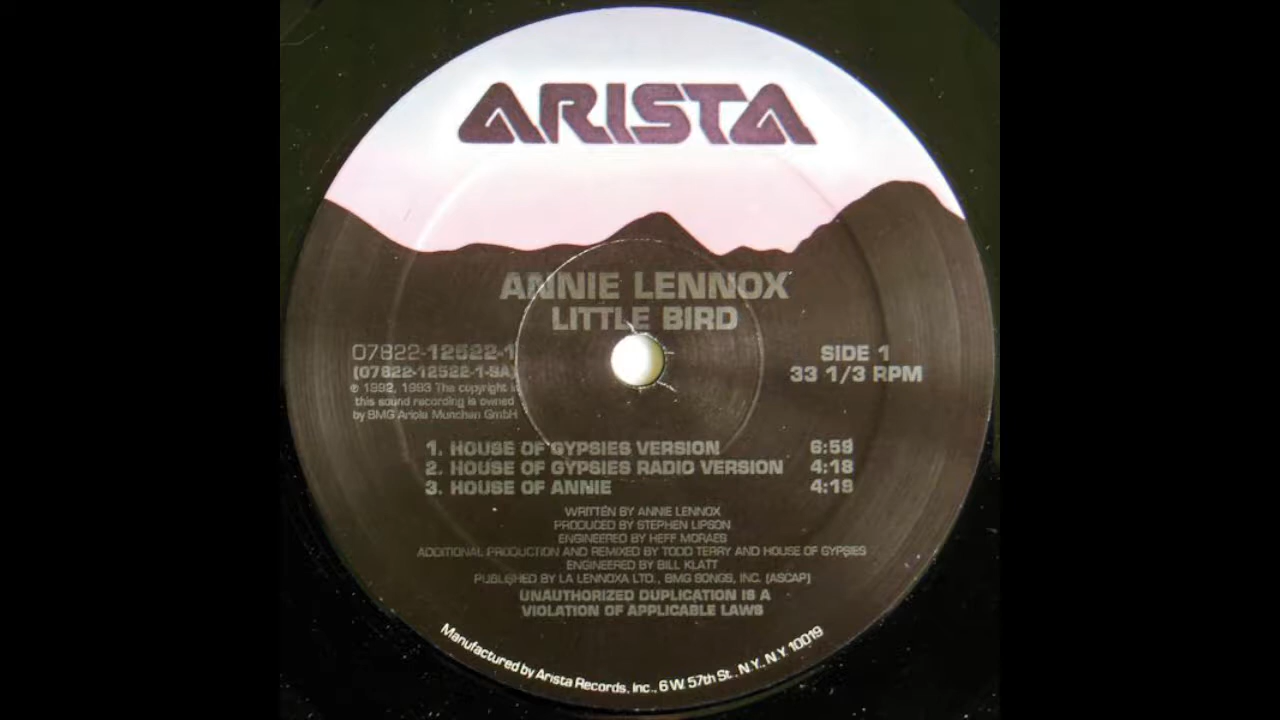 ARISTA
ANNIE LENNOX
LITTLE BIRD
07822-12522-1
(07822-12522-1-SA)
℗ 1992, 1993 The copyright in
this sound recording is owned
by BMG Ariola Munchen GmbH
SIDE 1
33 1/3 RPM
1. HOUSE OF GYPSIES VERSION 6:59
2. HOUSE OF GYPSIES RADIO VERSION 4:18
3. HOUSE OF ANNIE 4:19
WRITTEN BY ANNIE LENNOX
PRODUCED BY STEPHEN LIPSON
ENGINEERED BY HEFF MORAES
ADDITIONAL PRODUCTION AND REMIXED BY TODD TERRY AND HOUSE OF GYPSIES
ENGINEERED BY BILL KLATT
PUBLISHED BY LA LENNOXA LTD., BMG SONGS, INC. (ASCAP)
UNAUTHORIZED DUPLICATION IS A
VIOLATION OF APPLICABLE LAWS
Manufactured by Arista Records, Inc., 6 W. 57th St., N.Y., N.Y. 10019